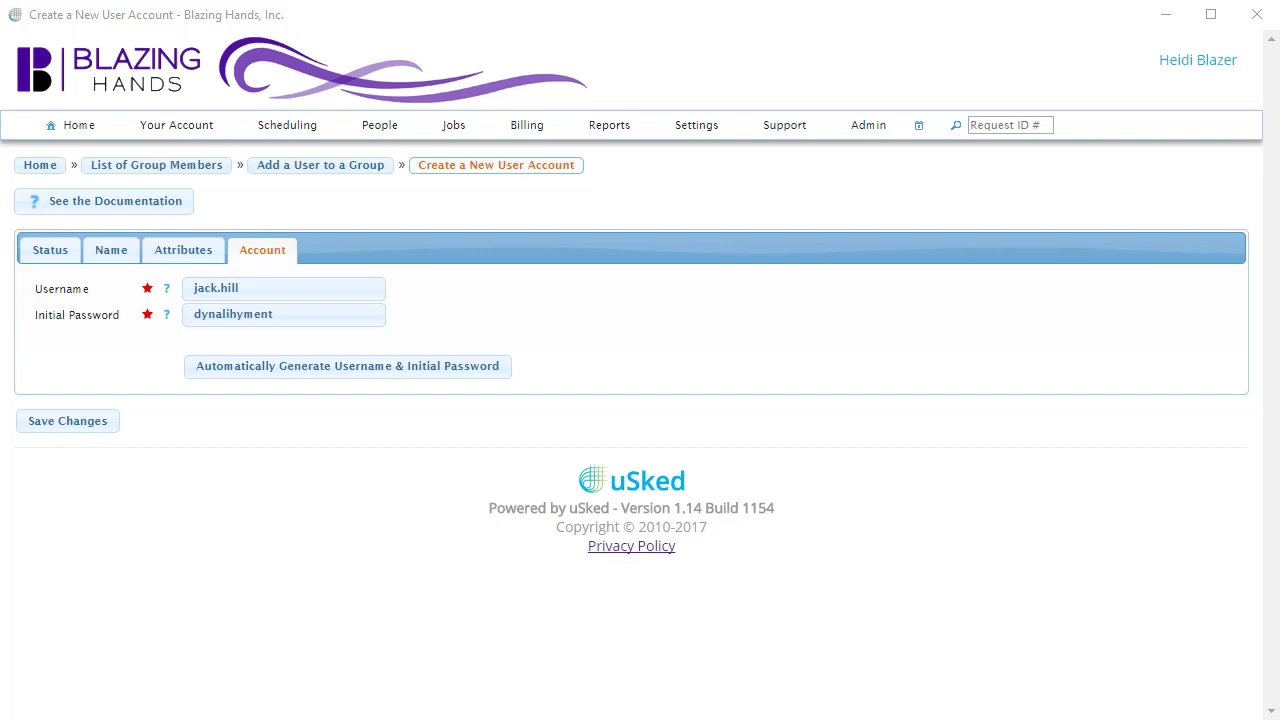 Create a New User Account - Blazing Hands, Inc.
BLAZING
HANDS
Heidi Blazer
Home Your Account Scheduling People Jobs Billing Reports Settings Support Admin Request ID #
Home » List of Group Members » Add a User to a Group » Create a New User Account
? See the Documentation
Status Name Attributes Account
Username ? jack.hill
Initial Password ? dynalihyment
Automatically Generate Username & Initial Password
Save Changes
uSked
Powered by uSked - Version 1.14 Build 1154
Copyright © 2010-2017
Privacy Policy